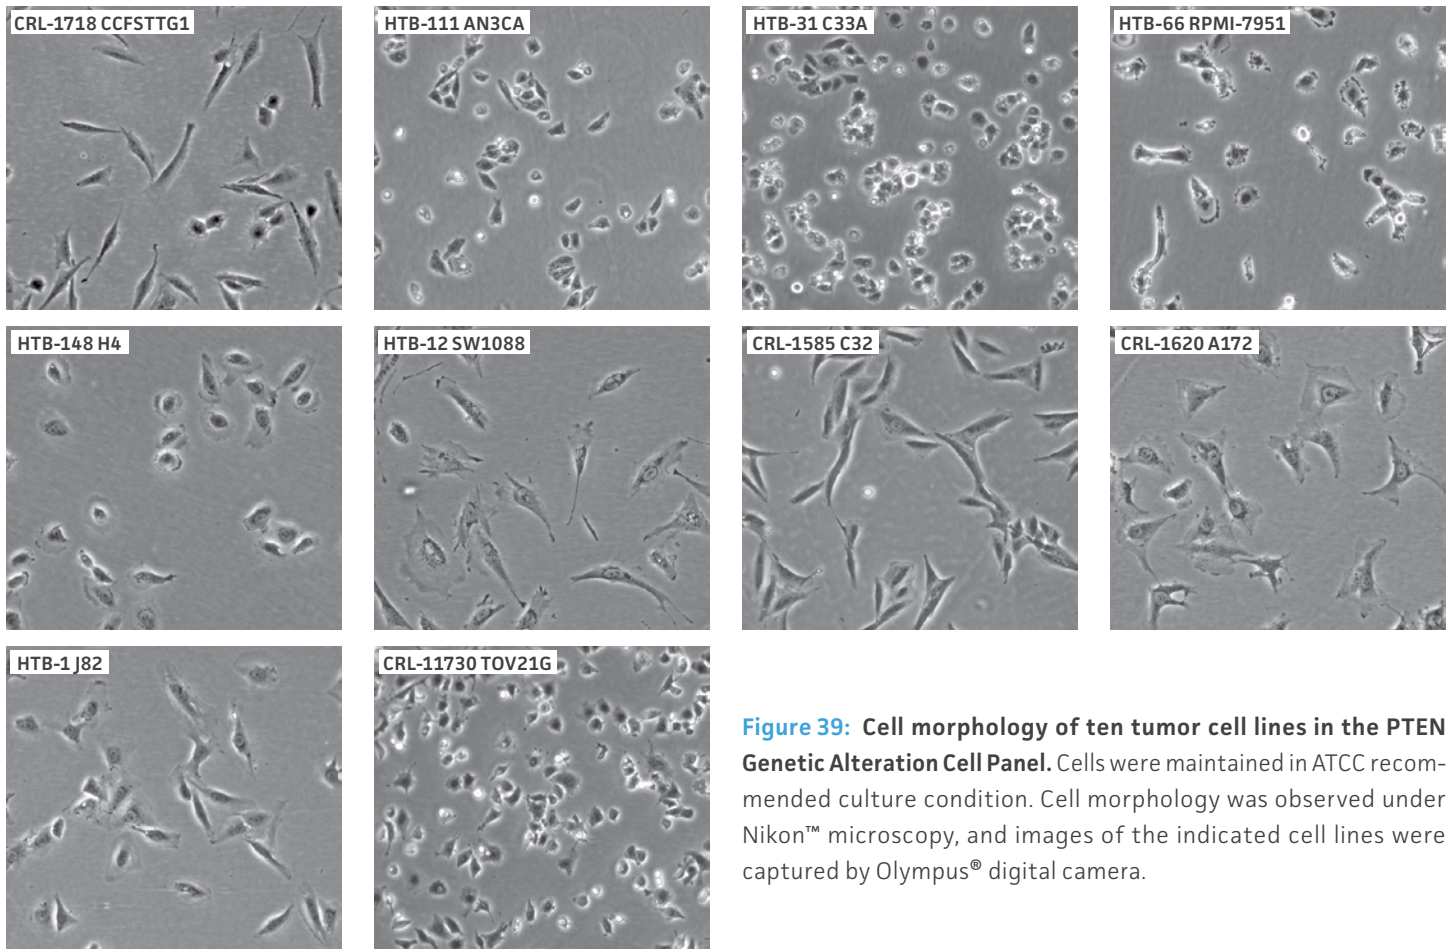 CRL-1718 CCFSTTG1
HTB-111 AN3CA
HTB-31 C33A
HTB-66 RPMI-7951
HTB-148 H4
HTB-12 SW1088
CRL-1585 C32
CRL-1620 A172
HTB-1 J82
CRL-11730 TOV21G
Figure 39: Cell morphology of ten tumor cell lines in the PTEN
Genetic Alteration Cell Panel. Cells were maintained in ATCC recom-
mended culture condition. Cell morphology was observed under
Nikon™ microscopy, and images of the indicated cell lines were
captured by Olympus® digital camera.